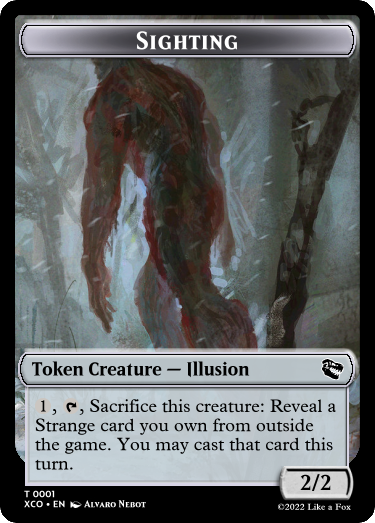 Sighting
Token Creature — Illusion
1, , Sacrifice this creature: Reveal a
Strange card you own from outside
the game. You may cast that card this
turn.
2/2
T 0001
XCO • EN Alvaro Nebot
©2022 Like a Fox